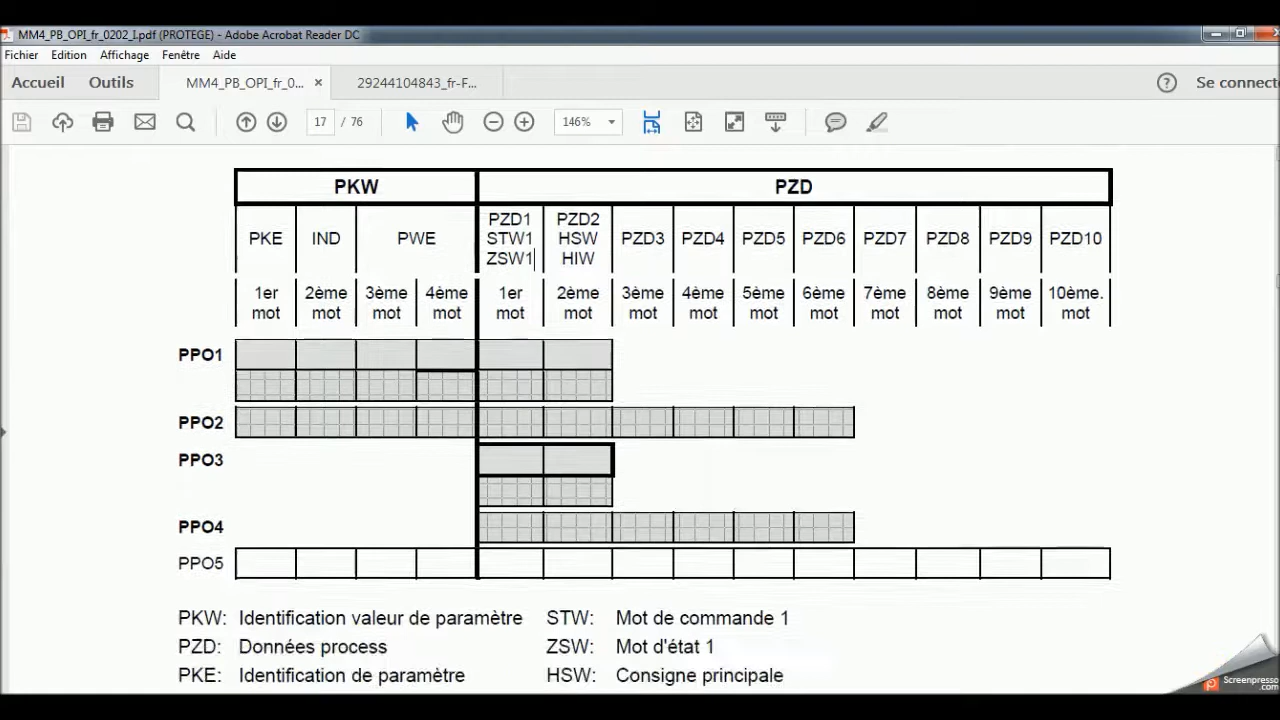 MM4_PB_OPI_fr_0202_I.pdf (PROTEGE) - Adobe Acrobat Reader DC
Fichier Edition Affichage Fenêtre Aide
Accueil Outils MM4_PB_OPI_fr_0... × 29244104843_fr-F... ? Se connect
17 / 76 146%
PKW PZD
PKE IND PWE PZD1 STW1 ZSW1 PZD2 HSW HIW PZD3 PZD4 PZD5 PZD6 PZD7 PZD8 PZD9 PZD10
1er mot 2ème mot 3ème mot 4ème mot 1er mot 2ème mot 3ème mot 4ème mot 5ème mot 6ème mot 7ème mot 8ème mot 9ème mot 10ème. mot
PPO1
PPO2
PPO3
PPO4
PPO5
PKW: Identification valeur de paramètre STW: Mot de commande 1
PZD: Données process ZSW: Mot d'état 1
PKE: Identification de paramètre HSW: Consigne principale
Screenpresso
.com